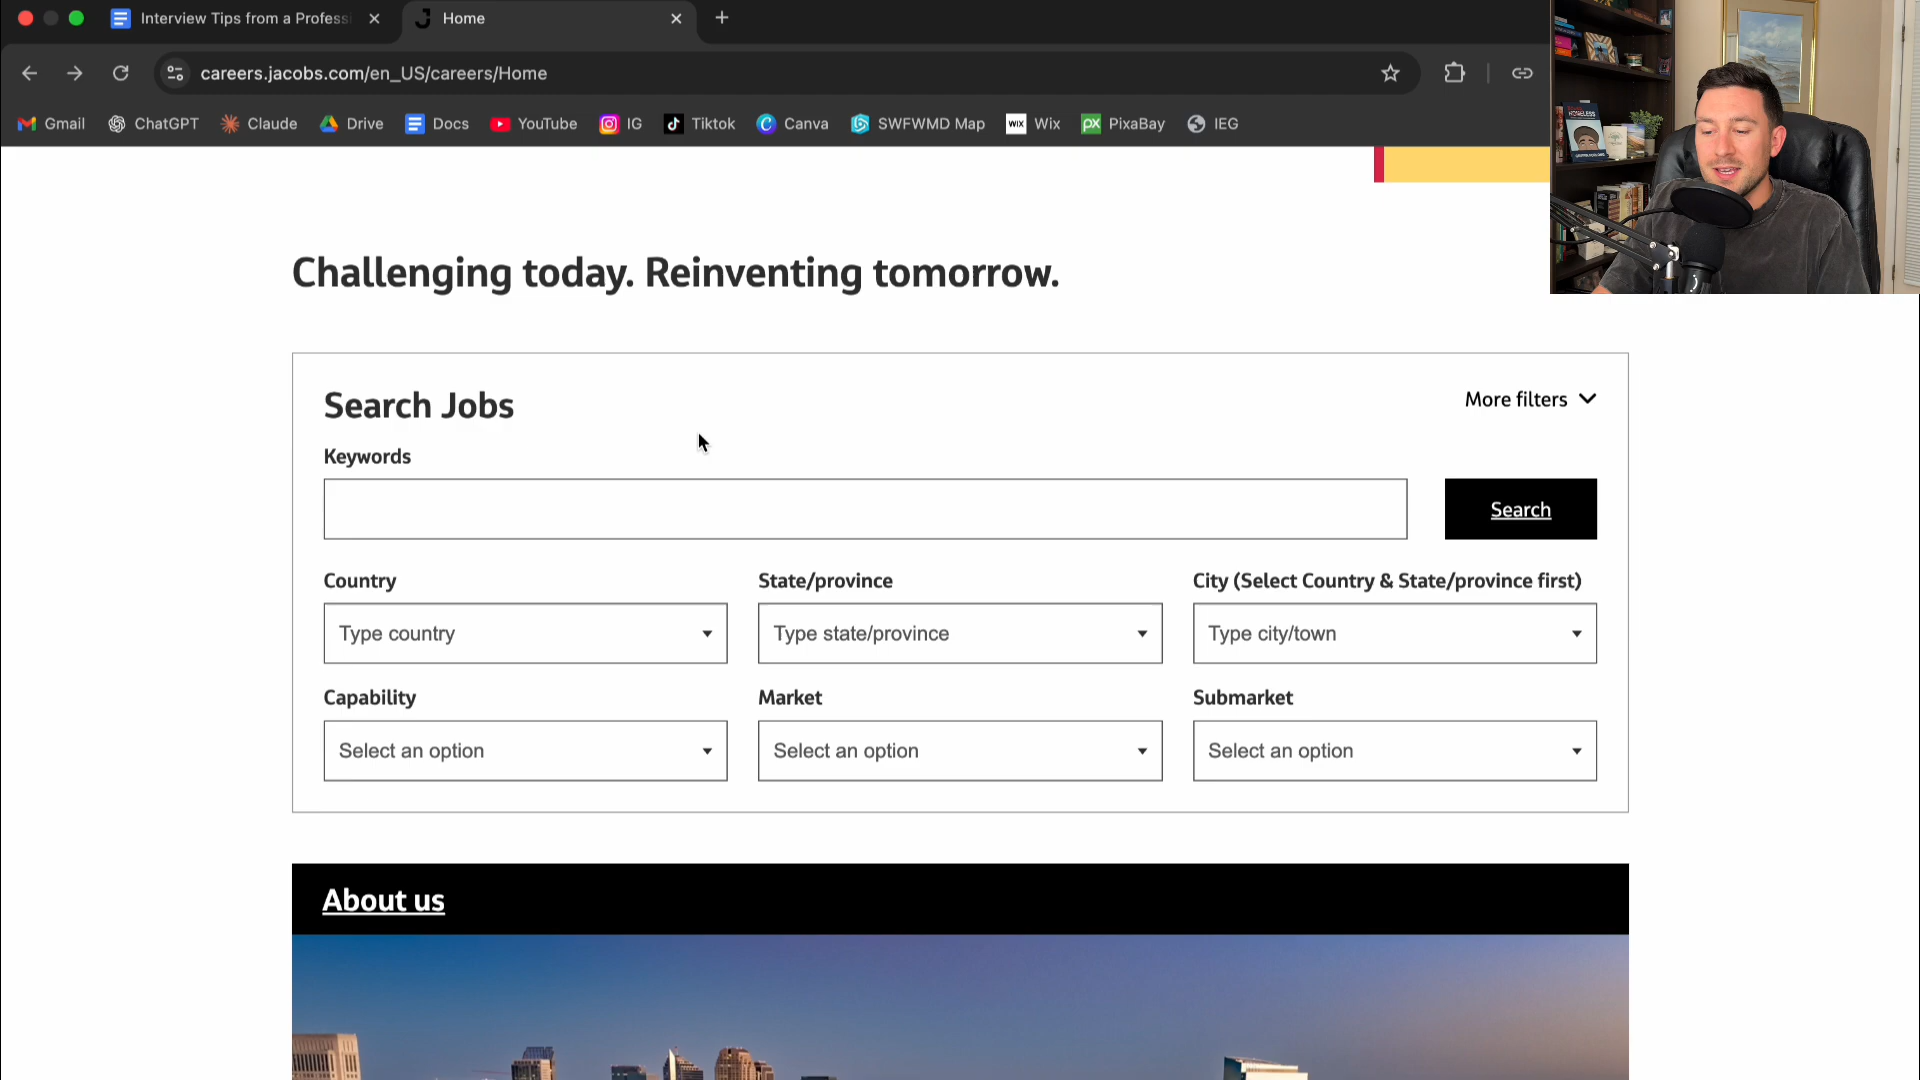 Interview Tips from a Profess
Home
careers.jacobs.com/en_US/careers/Home
Gmail
ChatGPT
Claude
Drive
Docs
YouTube
IG
Tiktok
Canva
SWFWMD Map
WIX Wix
px PixaBay
IEG
HOMELESS
Challenging today. Reinventing tomorrow.
Search Jobs
More filters
Keywords
Search
Country
State/province
City (Select Country & State/province first)
Type country
Type state/province
Type city/town
Capability
Market
Submarket
Select an option
Select an option
Select an option
About us